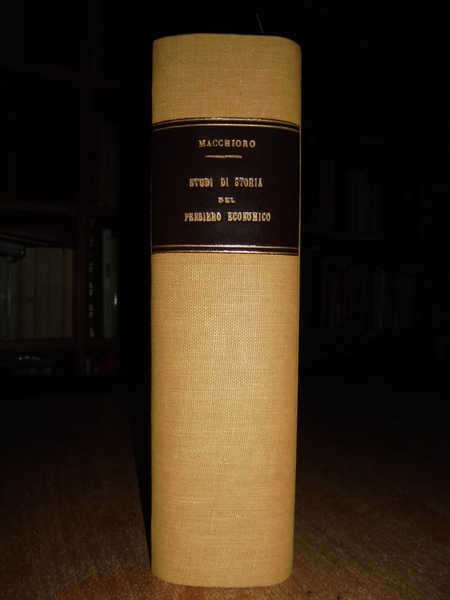 MACCHIORO
STUDI DI STORIA
DEL
PENSIERO ECONOMICO